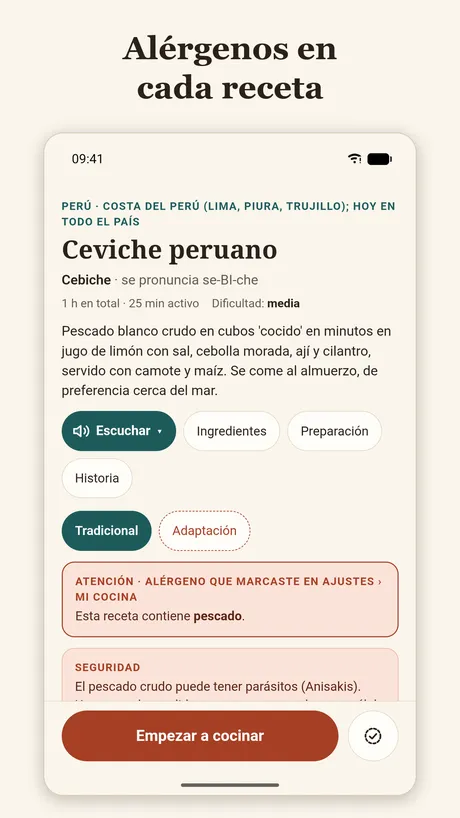 Alérgenos en
cada receta
09:41
PERÚ · COSTA DEL PERÚ (LIMA, PIURA, TRUJILLO); HOY EN
TODO EL PAÍS
Ceviche peruano
Cebiche · se pronuncia se-BI-che
1 h en total · 25 min activo Dificultad: media
Pescado blanco crudo en cubos 'cocido' en minutos en
jugo de limón con sal, cebolla morada, ají y cilantro,
servido con camote y maíz. Se come al almuerzo, de
preferencia cerca del mar.
Escuchar ▾ Ingredientes Preparación
Historia
Tradicional Adaptación
ATENCIÓN · ALÉRGENO QUE MARCASTE EN AJUSTES ›
MI COCINA
Esta receta contiene pescado.
SEGURIDAD
El pescado crudo puede tener parásitos (Anisakis).
Empezar a cocinar